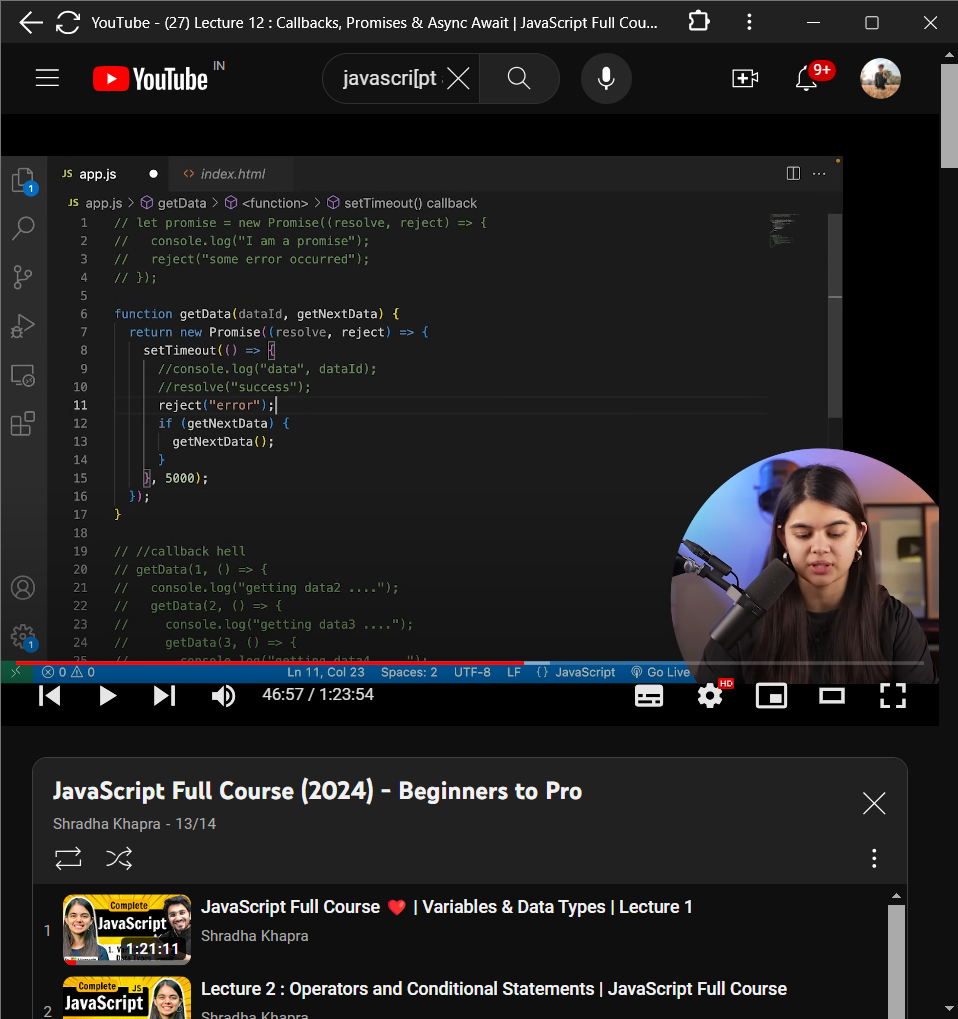 YouTube - (27) Lecture 12 : Callbacks, Promises & Async Await | JavaScript Full Cou...
YouTube IN
javascri[pt
9+
JS app.js
<> index.html
JS app.js > getData > <function> > setTimeout() callback
1 // let promise = new Promise((resolve, reject) => {
2 //   console.log("I am a promise");
3 //   reject("some error occurred");
4 // });
5
6 function getData(dataId, getNextData) {
7   return new Promise((resolve, reject) => {
8     setTimeout(() => {
9       //console.log("data", dataId);
10       //resolve("success");
11       reject("error");
12       if (getNextData) {
13         getNextData();
14       }
15     }, 5000);
16   });
17 }
18
19 // //callback hell
20 // getData(1, () => {
21 //   console.log("getting data2 ....");
22 //   getData(2, () => {
23 //     console.log("getting data3 ....");
24 //     getData(3, () => {
25 //       console.log("getting data4 ....");
1
1
0 0
Ln 11, Col 23 Spaces: 2 UTF-8 LF {} JavaScript Go Live
46:57 / 1:23:54
HD
JavaScript Full Course (2024) - Beginners to Pro
Shradha Khapra - 13/14
1
Complete
JavaScript
1:21:11
JavaScript Full Course ❤️ | Variables & Data Types | Lecture 1
Shradha Khapra
2
Complete JS
JavaScript
Lecture 2 : Operators and Conditional Statements | JavaScript Full Course
Shradha Khapra